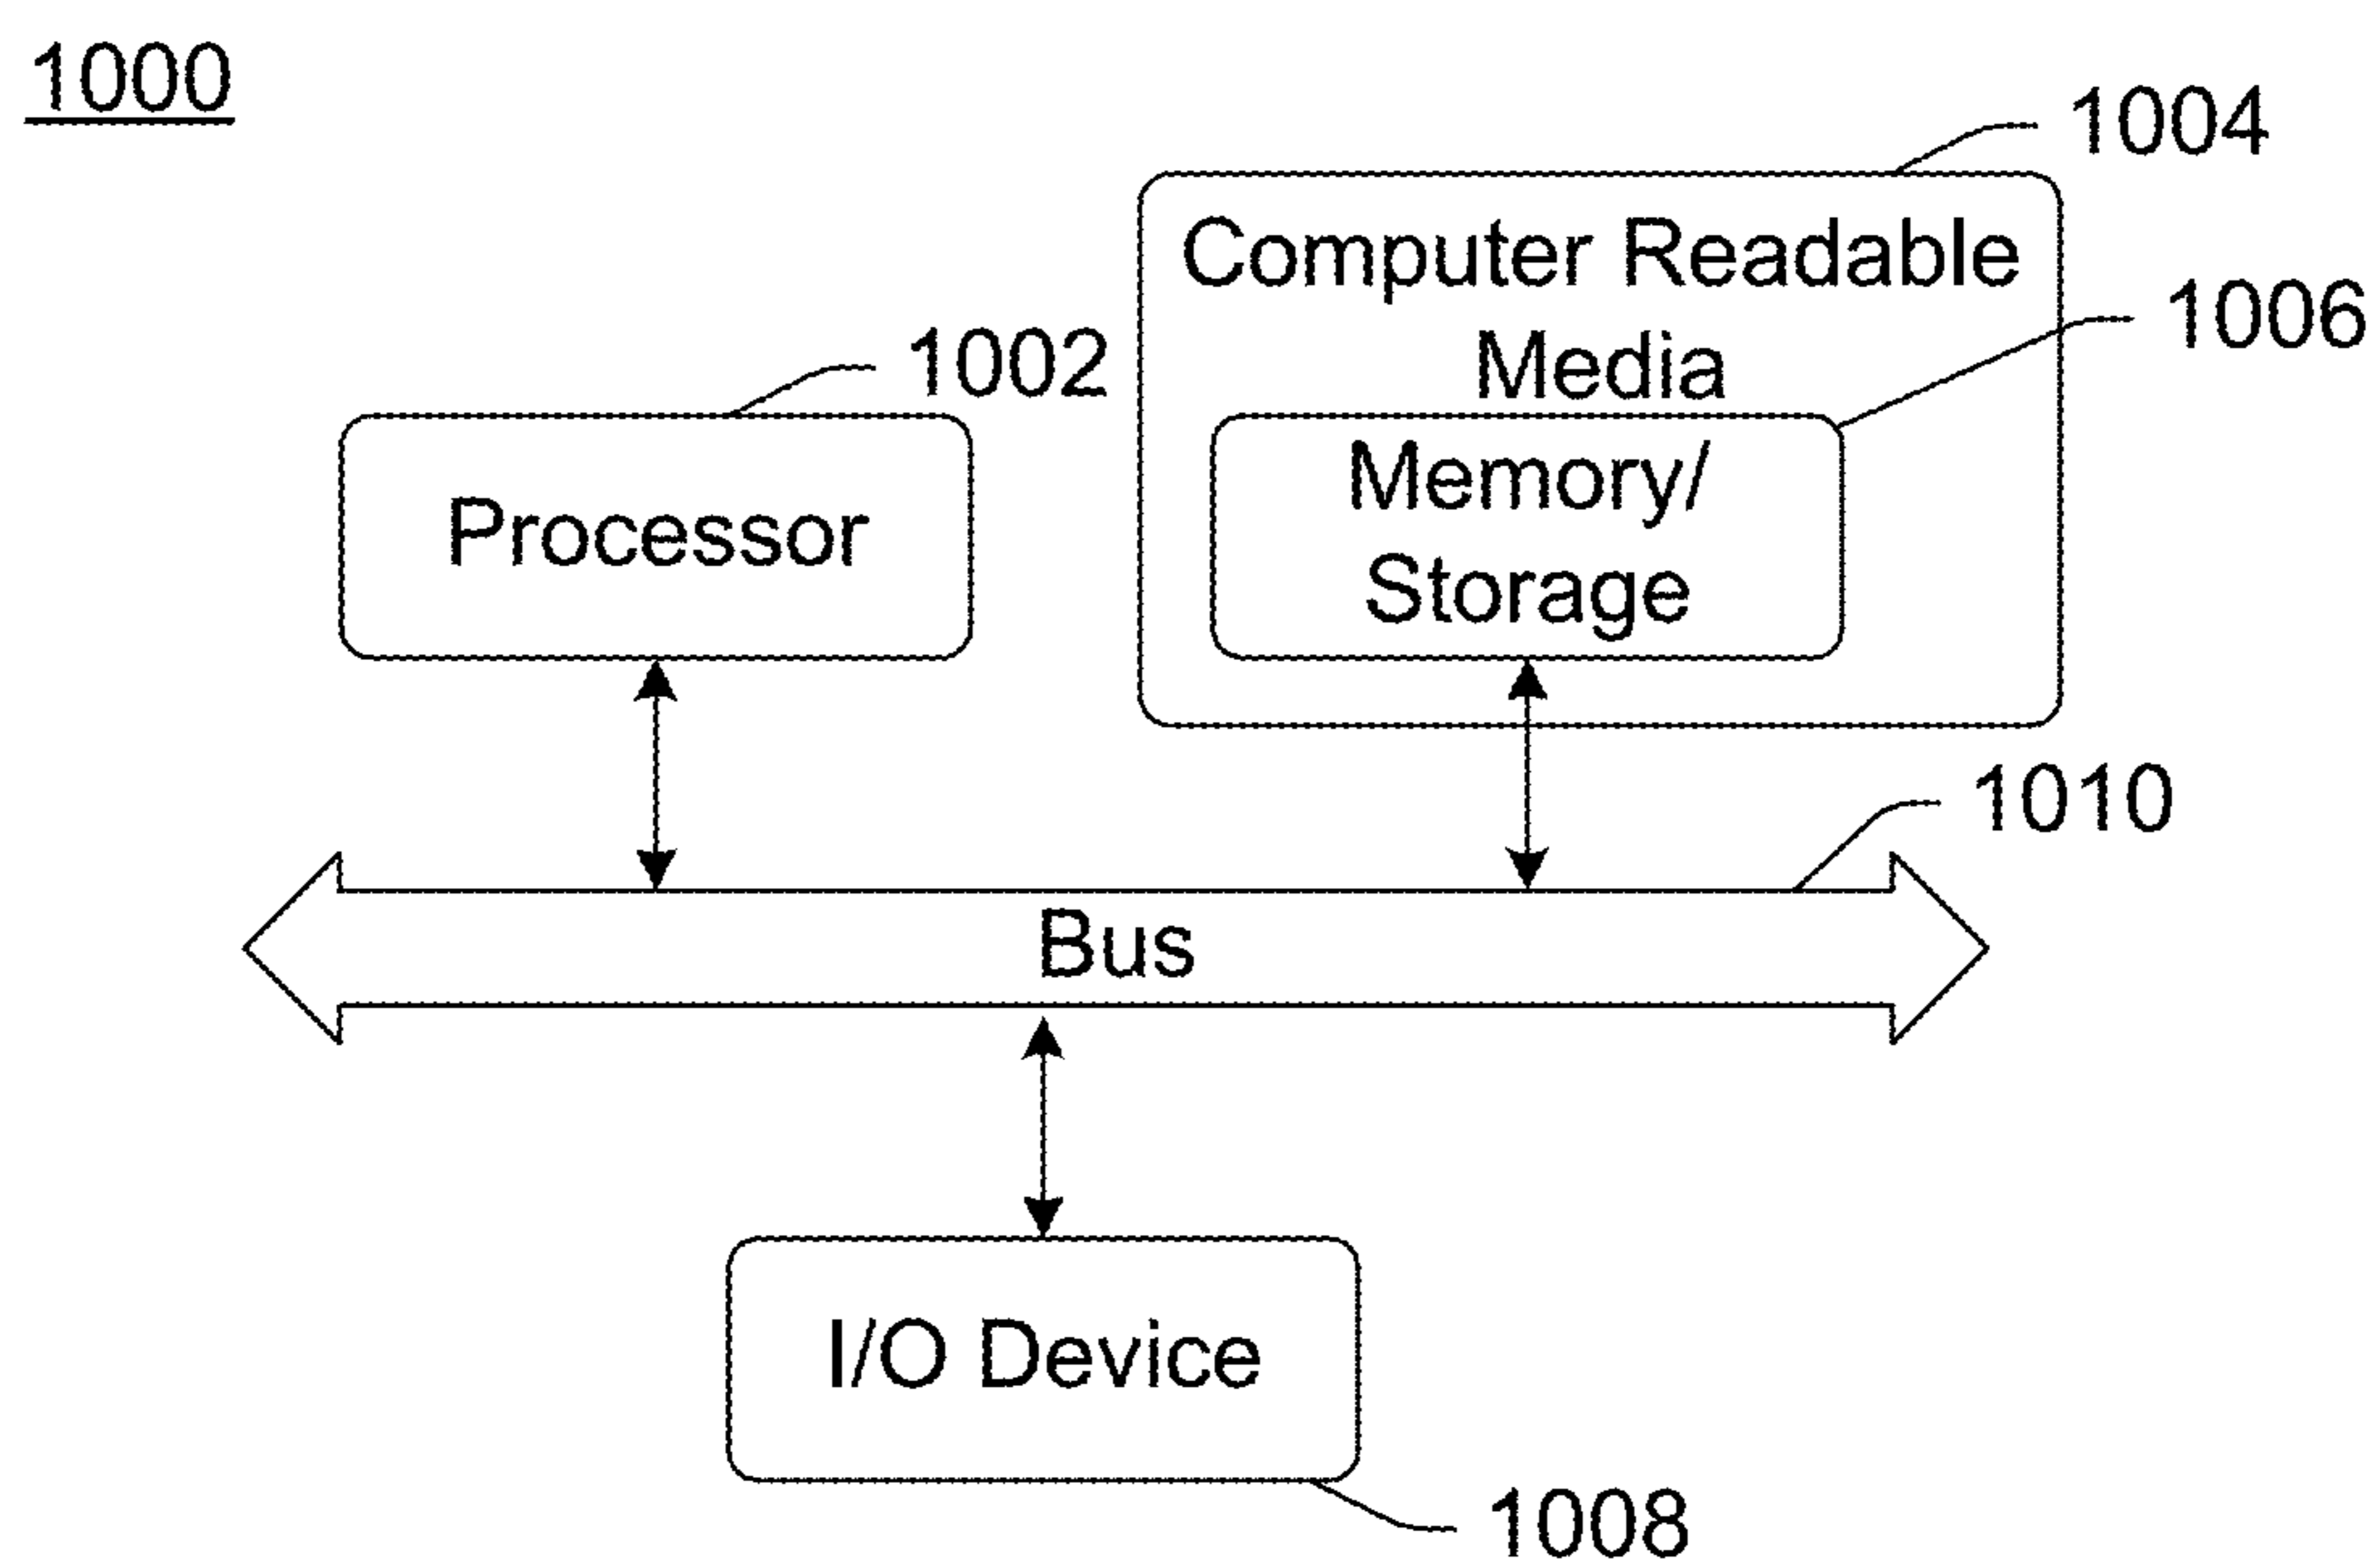 1000
1004
Computer Readable
Media
1006
1002
Memory/
Storage
Processor
1010
Bus
I/O Device
1008